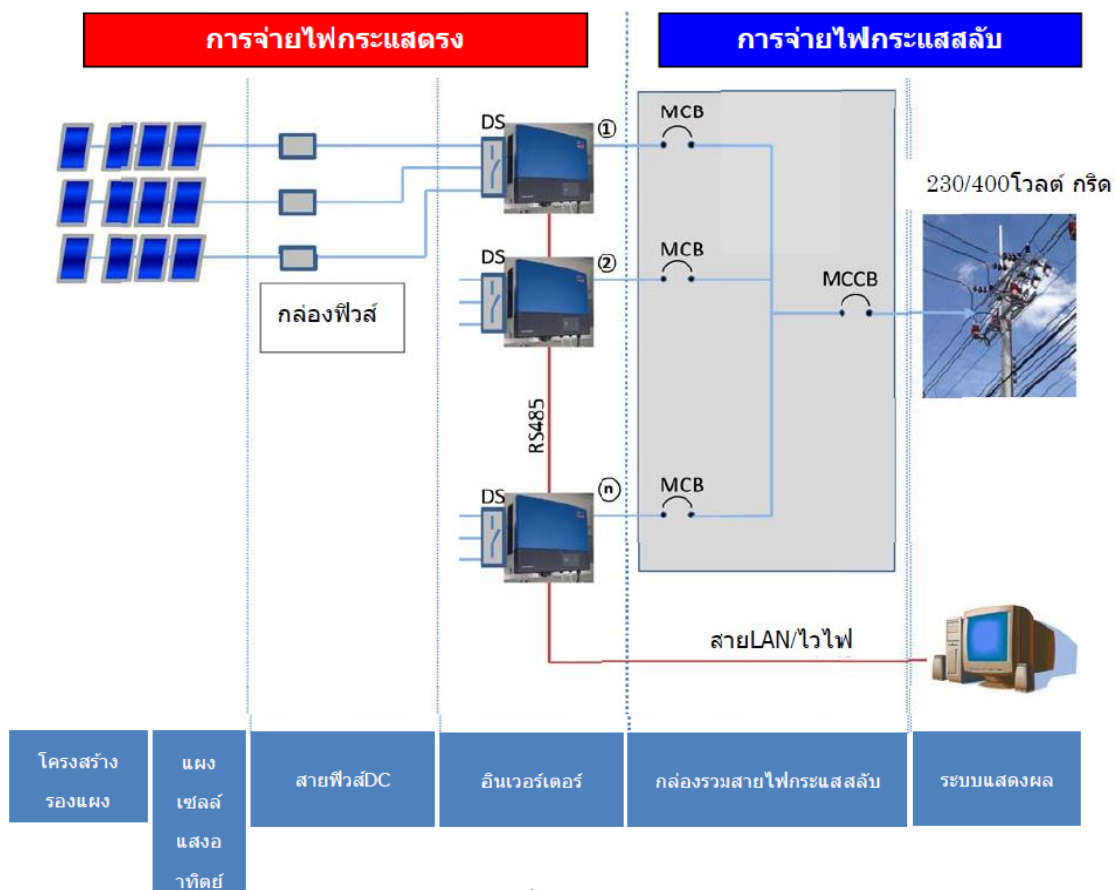 การจ่ายไฟกระแสตรง
การจ่ายไฟกระแสสลับ
DS
①
MCB
230/400โวลต์ กริด
DS
②
MCB
MCCB
กล่องฟิวส์
RS485
DS
ⓝ
MCB
สายLAN/ไวไฟ
โครงสร้าง
รองแผง
แผง
เซลล์
แสงอ
าทิตย์
สายฟิวส์DC
อินเวอร์เตอร์
กล่องรวมสายไฟกระแสสลับ
ระบบแสดงผล